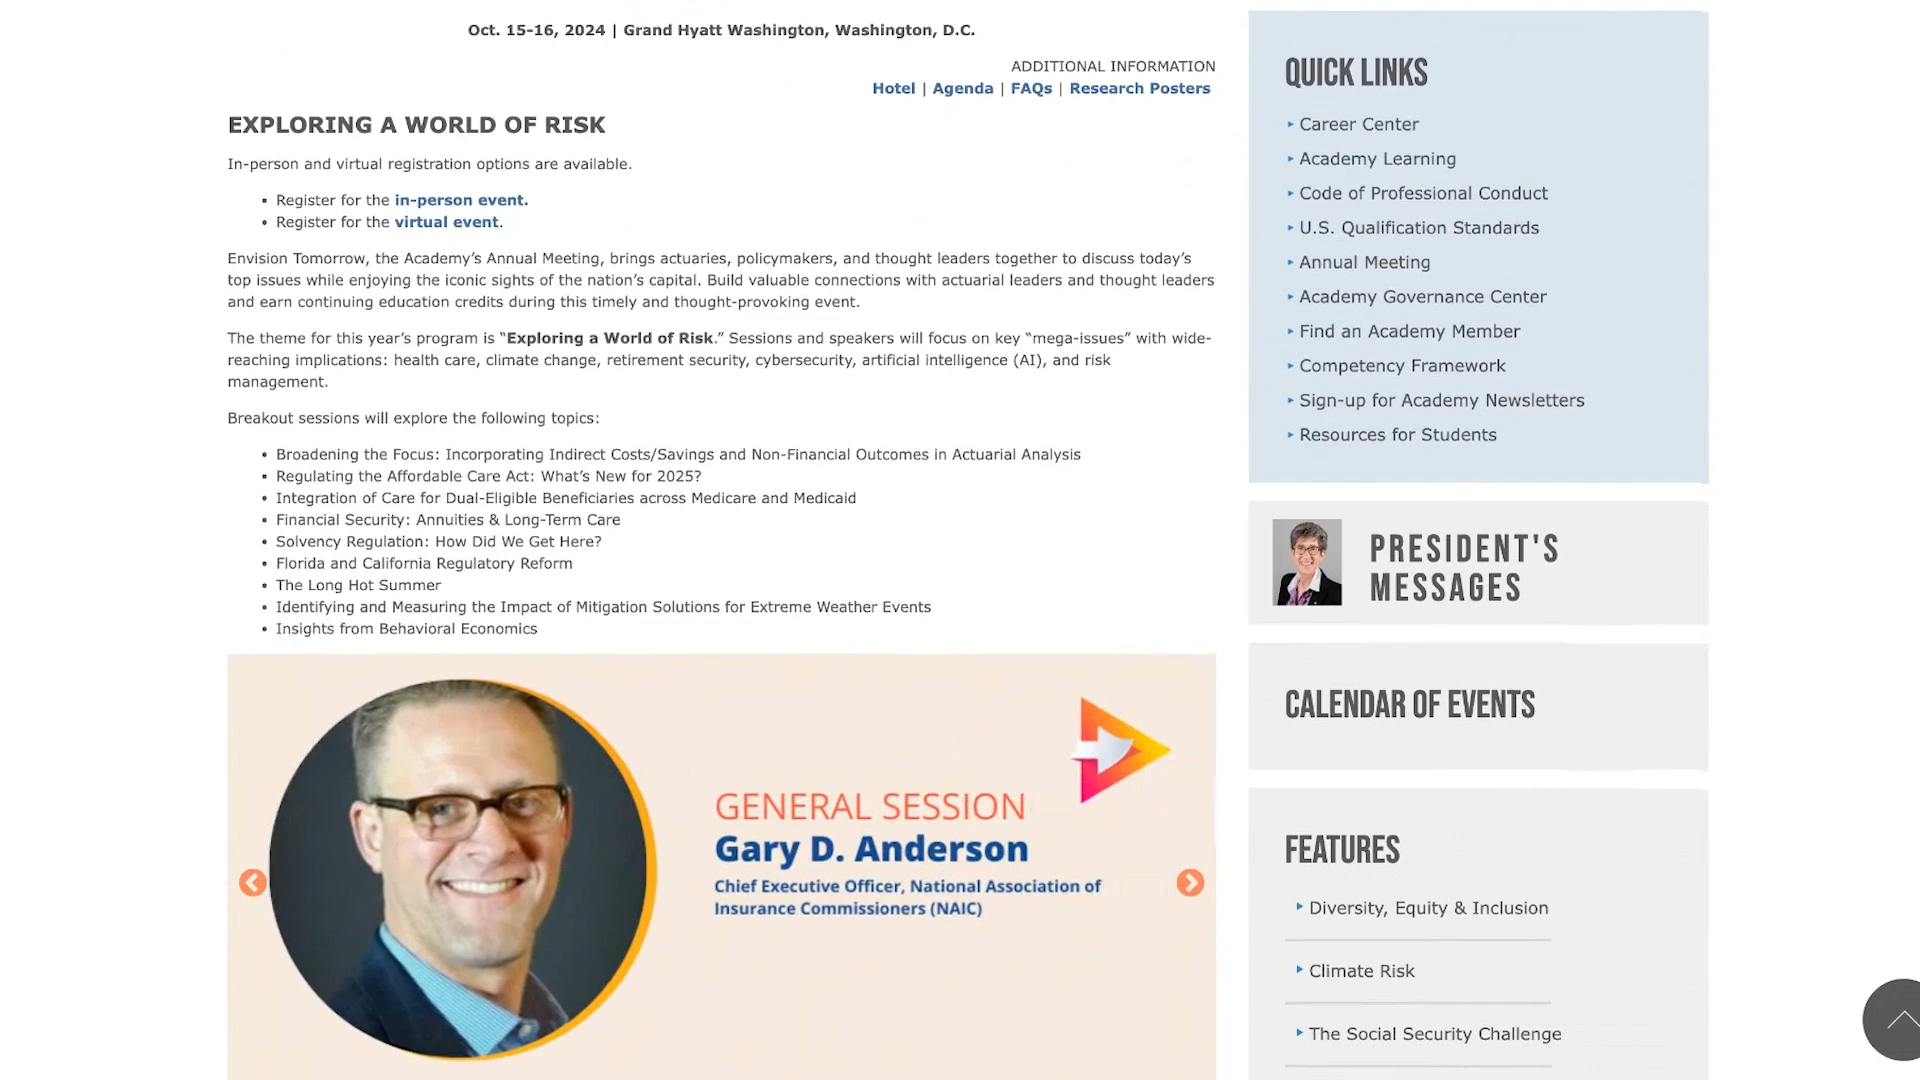 Oct. 15-16, 2024 | Grand Hyatt Washington, Washington, D.C.
ADDITIONAL INFORMATION
Hotel | Agenda | FAQs | Research Posters
EXPLORING A WORLD OF RISK
In-person and virtual registration options are available.
Register for the in-person event.
Register for the virtual event.
Envision Tomorrow, the Academy’s Annual Meeting, brings actuaries, policymakers, and thought leaders together to discuss today’s
top issues while enjoying the iconic sights of the nation’s capital. Build valuable connections with actuarial leaders and thought leaders
and earn continuing education credits during this timely and thought-provoking event.
The theme for this year’s program is “Exploring a World of Risk.” Sessions and speakers will focus on key “mega-issues” with wide-
reaching implications: health care, climate change, retirement security, cybersecurity, artificial intelligence (AI), and risk
management.
Breakout sessions will explore the following topics:
Broadening the Focus: Incorporating Indirect Costs/Savings and Non-Financial Outcomes in Actuarial Analysis
Regulating the Affordable Care Act: What’s New for 2025?
Integration of Care for Dual-Eligible Beneficiaries across Medicare and Medicaid
Financial Security: Annuities & Long-Term Care
Solvency Regulation: How Did We Get Here?
Florida and California Regulatory Reform
The Long Hot Summer
Identifying and Measuring the Impact of Mitigation Solutions for Extreme Weather Events
Insights from Behavioral Economics
GENERAL SESSION
Gary D. Anderson
Chief Executive Officer, National Association of
Insurance Commissioners (NAIC)
QUICK LINKS
Career Center
Academy Learning
Code of Professional Conduct
U.S. Qualification Standards
Annual Meeting
Academy Governance Center
Find an Academy Member
Competency Framework
Sign-up for Academy Newsletters
Resources for Students
PRESIDENT'S
MESSAGES
CALENDAR OF EVENTS
FEATURES
Diversity, Equity & Inclusion
Climate Risk
The Social Security Challenge